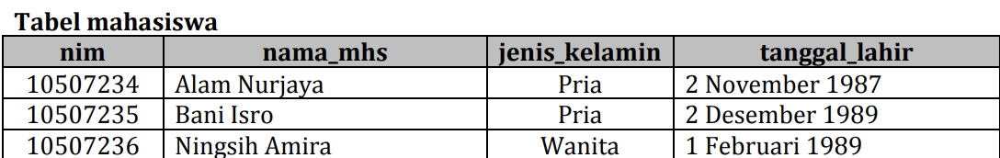 Tabel mahasiswa
nim nama_mhs jenis_kelamin tanggal_lahir
10507234 Alam Nurjaya Pria 2 November 1987
10507235 Bani Isro Pria 2 Desember 1989
10507236 Ningsih Amira Wanita 1 Februari 1989